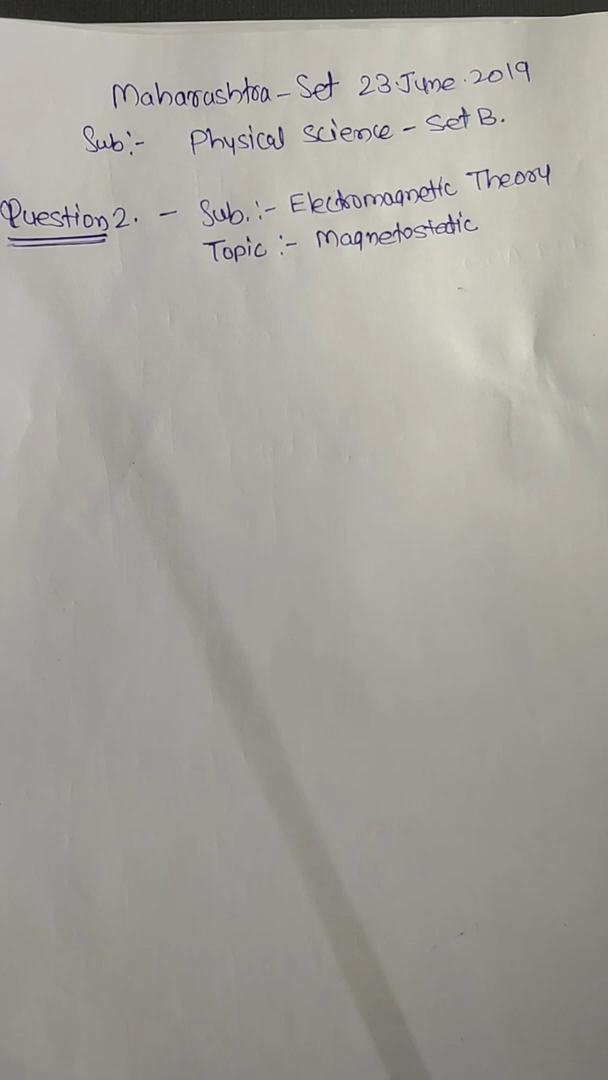 Maharashtra - Set 23 June. 2019
Sub:- Physical science - Set B.
Question 2. - Sub.:- Electromagnetic Theory
Topic :- Magnetostatic